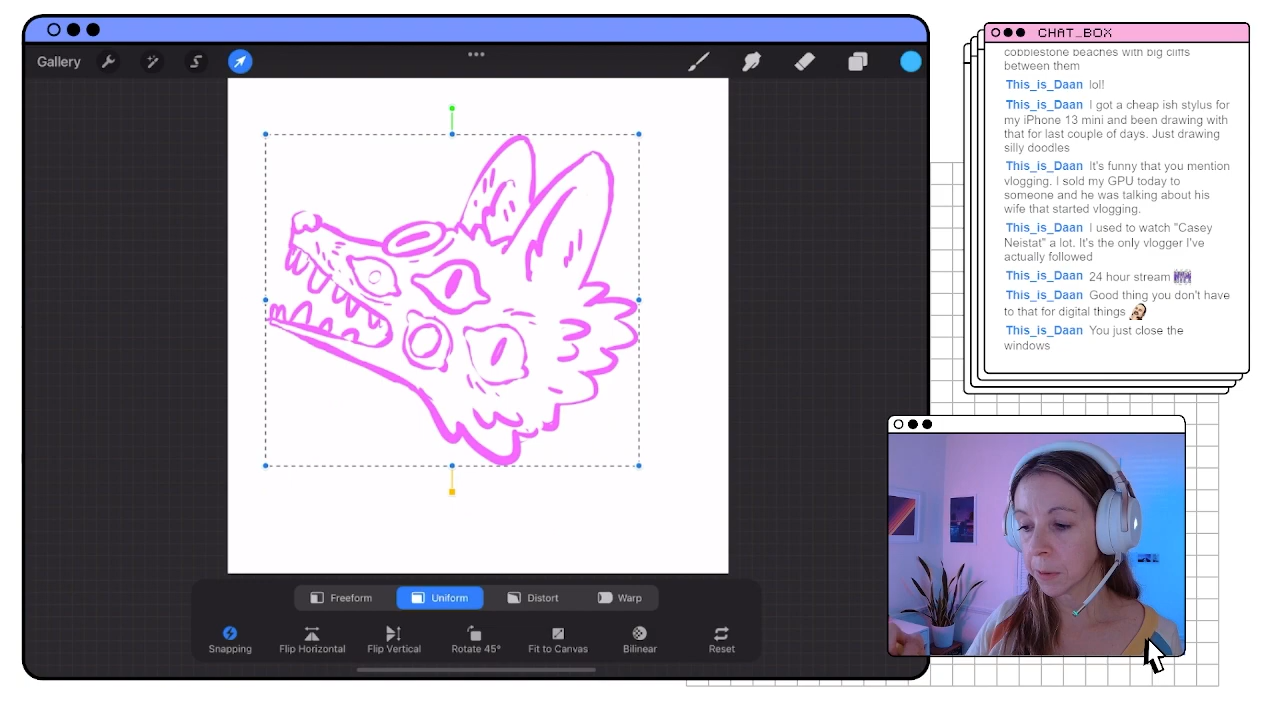 Gallery
CHAT_BOX
cobblestone beaches with big cliffs
between them
This_is_Daan lol!
This_is_Daan I got a cheap ish stylus for
my iPhone 13 mini and been drawing with
that for last couple of days. Just drawing
silly doodles
This_is_Daan It's funny that you mention
vlogging. I sold my GPU today to
someone and he was talking about his
wife that started vlogging.
This_is_Daan I used to watch "Casey
Neistat" a lot. It's the only vlogger I've
actually followed
This_is_Daan 24 hour stream
This_is_Daan Good thing you don't have
to that for digital things
This_is_Daan You just close the
windows
Freeform Uniform Distort Warp
Snapping Flip Horizontal Flip Vertical Rotate 45° Fit to Canvas Bilinear Reset